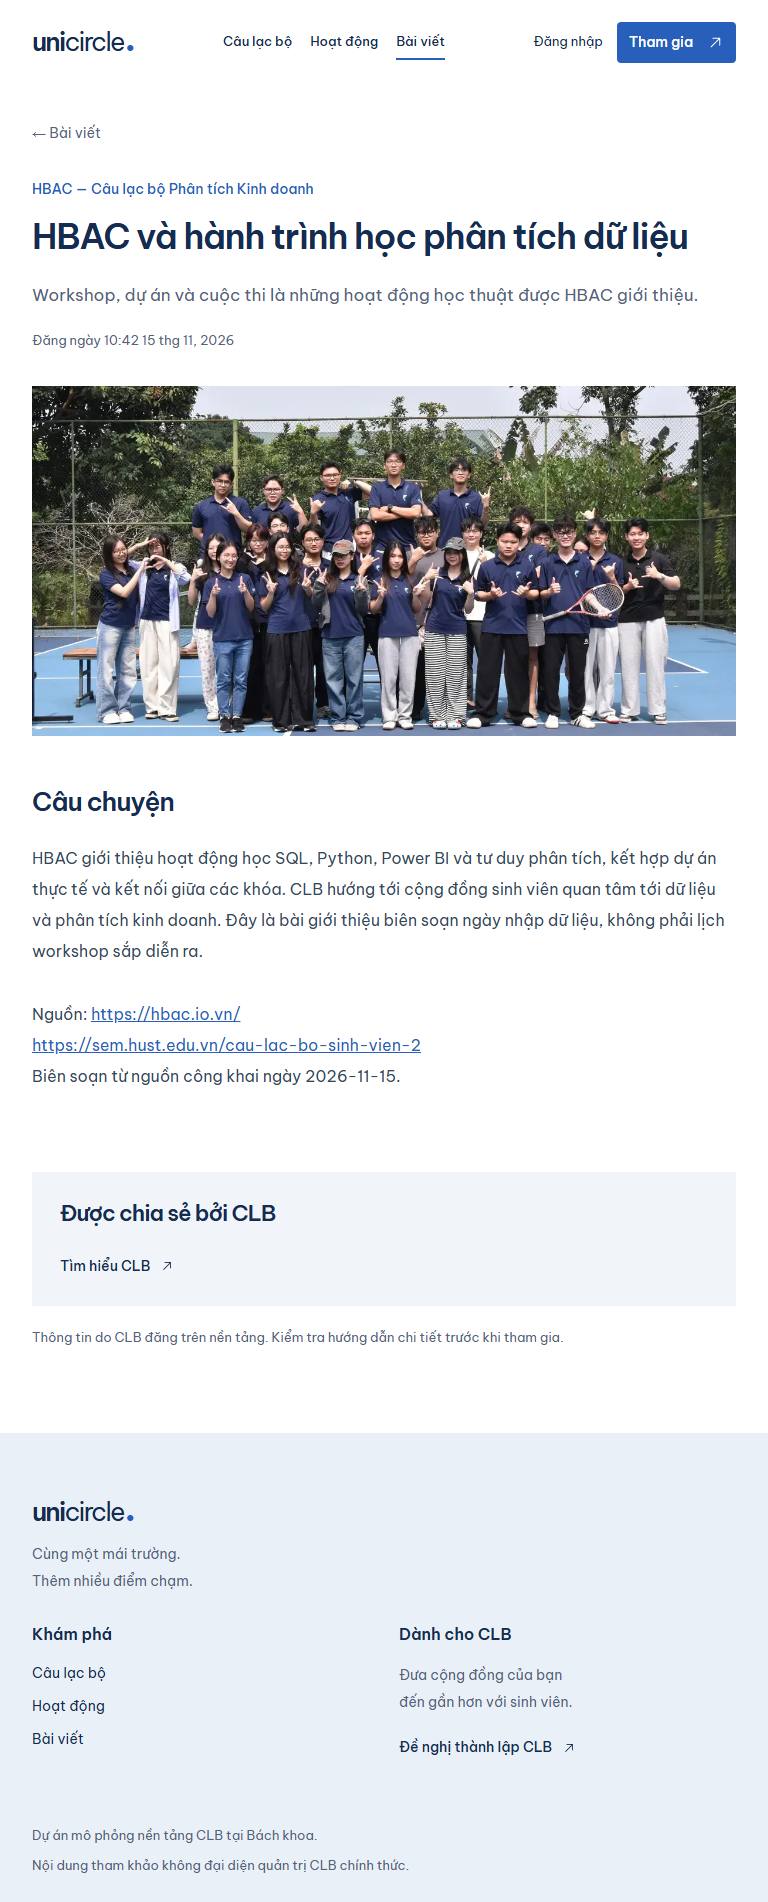 unicircle.
Câu lạc bộ
Hoạt động
Bài viết
Đăng nhập
Tham gia ↗
← Bài viết
HBAC — Câu lạc bộ Phân tích Kinh doanh
HBAC và hành trình học phân tích dữ liệu
Workshop, dự án và cuộc thi là những hoạt động học thuật được HBAC giới thiệu.
Đăng ngày 10:42 15 thg 11, 2026
Câu chuyện
HBAC giới thiệu hoạt động học SQL, Python, Power BI và tư duy phân tích, kết hợp dự án
thực tế và kết nối giữa các khóa. CLB hướng tới cộng đồng sinh viên quan tâm tới dữ liệu
và phân tích kinh doanh. Đây là bài giới thiệu biên soạn ngày nhập dữ liệu, không phải lịch
workshop sắp diễn ra.
Nguồn: https://hbac.io.vn/
https://sem.hust.edu.vn/cau-lac-bo-sinh-vien-2
Biên soạn từ nguồn công khai ngày 2026-11-15.
Được chia sẻ bởi CLB
Tìm hiểu CLB ↗
Thông tin do CLB đăng trên nền tảng. Kiểm tra hướng dẫn chi tiết trước khi tham gia.
unicircle.
Cùng một mái trường.
Thêm nhiều điểm chạm.
Khám phá
Câu lạc bộ
Hoạt động
Bài viết
Dành cho CLB
Đưa cộng đồng của bạn
đến gần hơn với sinh viên.
Đề nghị thành lập CLB ↗
Dự án mô phỏng nền tảng CLB tại Bách khoa.
Nội dung tham khảo không đại diện quản trị CLB chính thức.